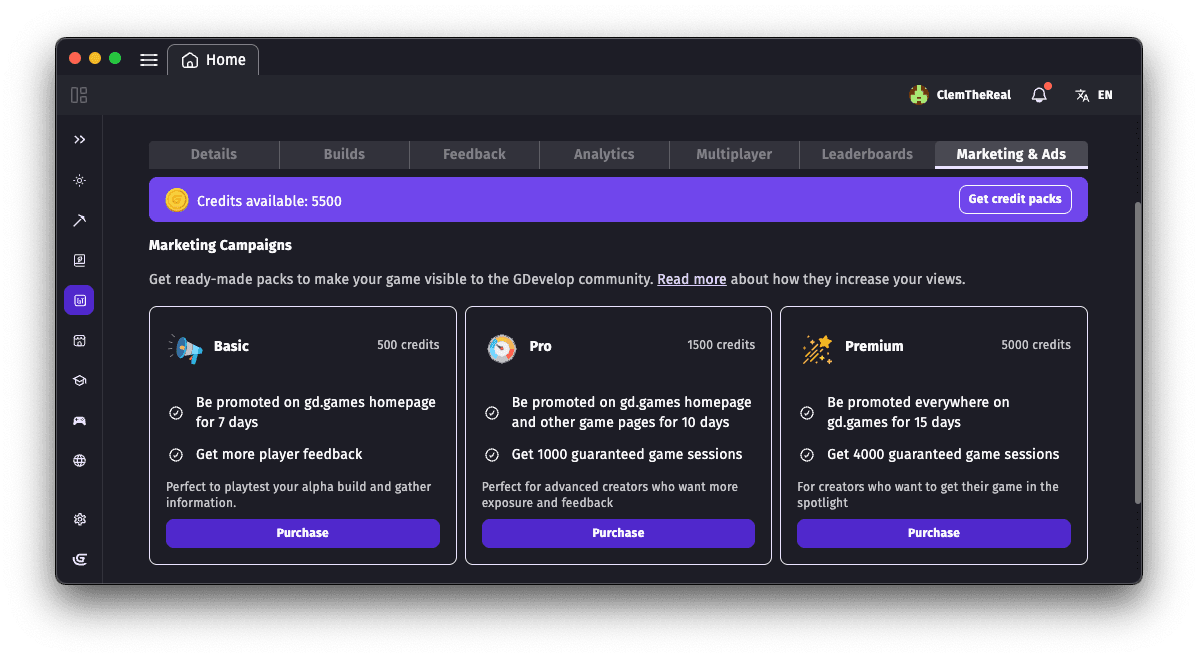 Home
ClemTheReal
EN
Details Builds Feedback Analytics Multiplayer Leaderboards Marketing & Ads
Credits available: 5500
Get credit packs
Marketing Campaigns
Get ready-made packs to make your game visible to the GDevelop community. Read more about how they increase your views.
Basic
500 credits
Be promoted on gd.games homepage
for 7 days
Get more player feedback
Perfect to playtest your alpha build and gather
information.
Purchase
Pro
1500 credits
Be promoted on gd.games homepage
and other game pages for 10 days
Get 1000 guaranteed game sessions
Perfect for advanced creators who want more
exposure and feedback
Purchase
Premium
5000 credits
Be promoted everywhere on
gd.games for 15 days
Get 4000 guaranteed game sessions
For creators who want to get their game in the
spotlight
Purchase